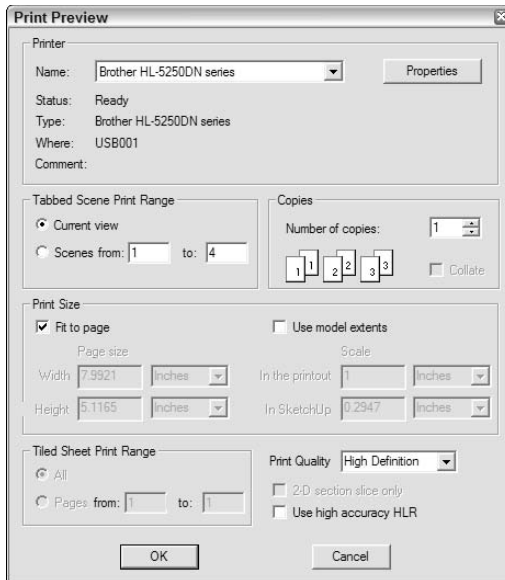 Print Preview
Printer
Name: Brother HL-5250DN series Properties
Status: Ready
Type: Brother HL-5250DN series
Where: USB001
Comment:
Tabbed Scene Print Range
Current view
Scenes from: 1 to: 4
Copies
Number of copies: 1
1 1 2 2 3 3
Collate
Print Size
Fit to page
Page size
Width 7.9921 Inches
Height 5.1165 Inches
Use model extents
Scale
In the printout 1 Inches
In SketchUp 0.2947 Inches
Tiled Sheet Print Range
All
Pages from: 1 to: 1
Print Quality High Definition
2-D section slice only
Use high accuracy HLR
OK Cancel